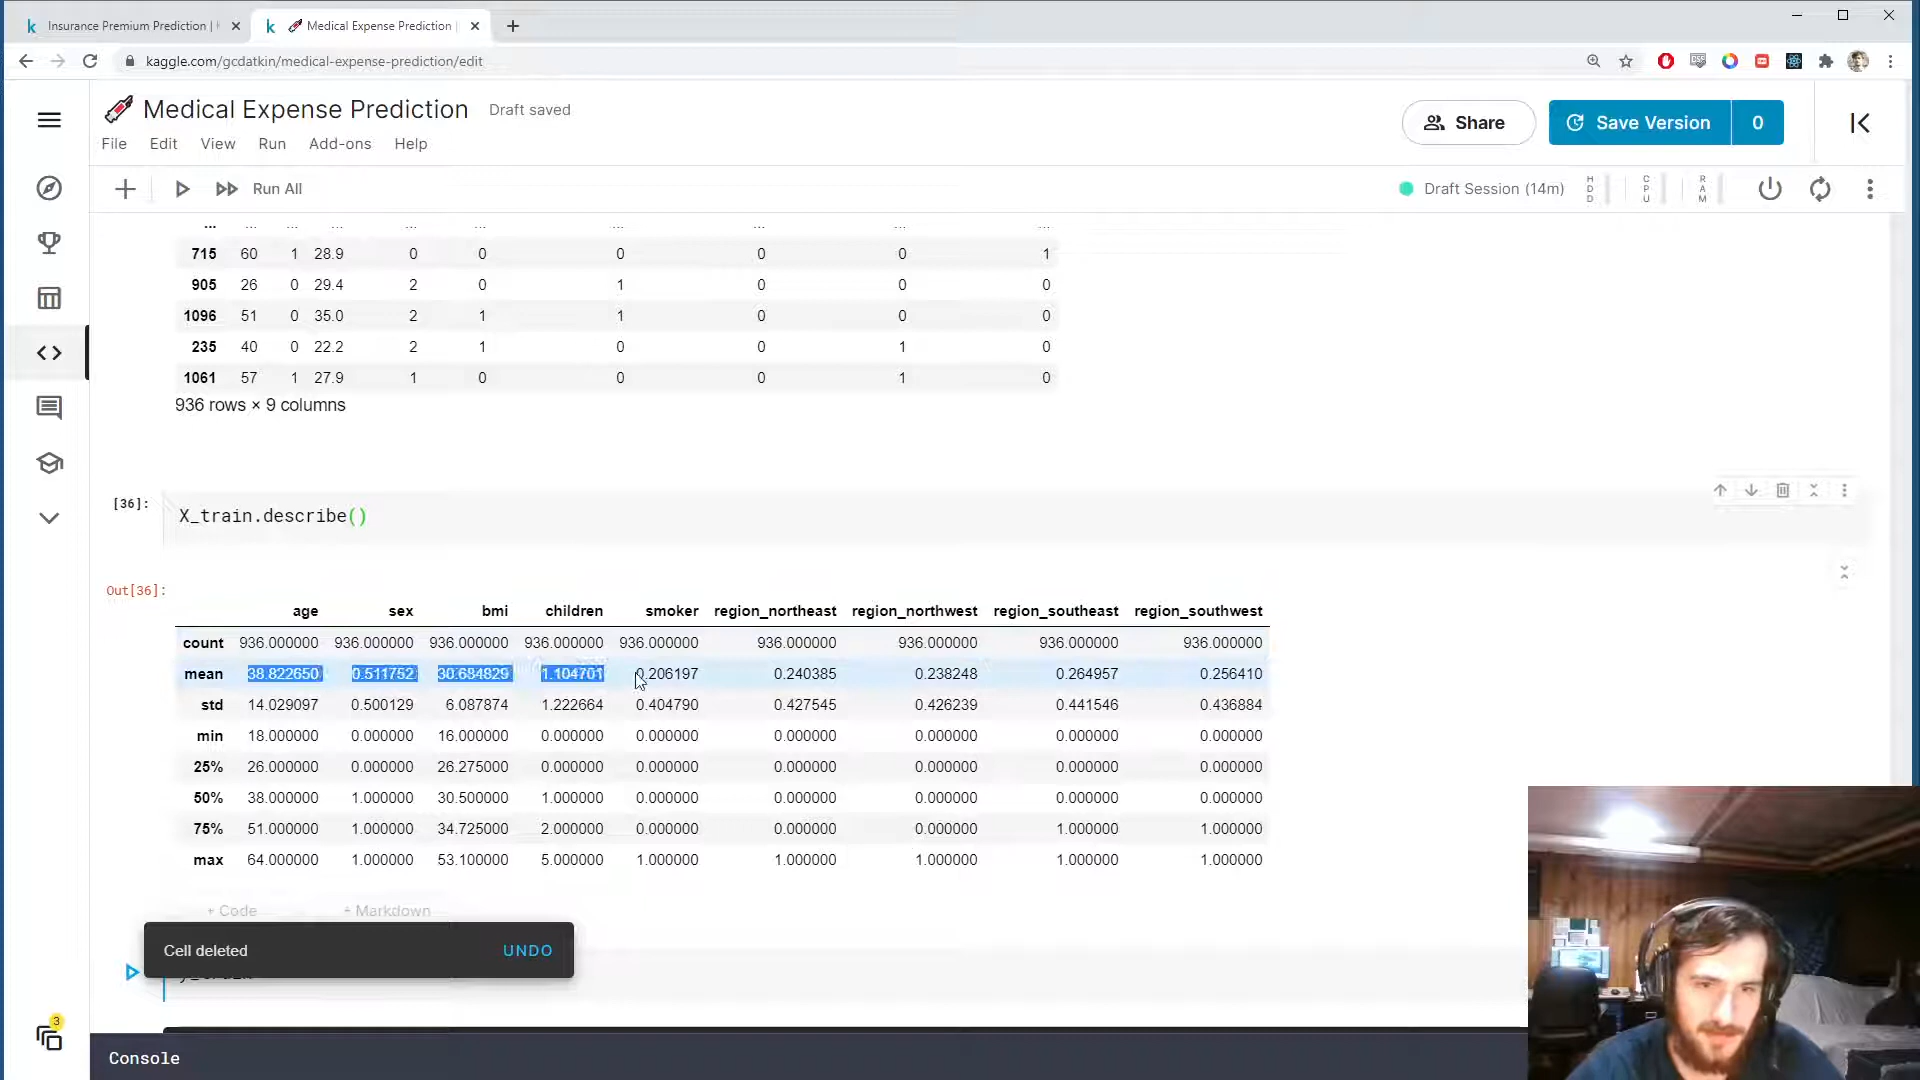 Insurance Premium Prediction |
Medical Expense Prediction |
kaggle.com/gcdatkin/medical-expense-prediction/edit
Medical Expense Prediction Draft saved
Share
Save Version 0
File Edit View Run Add-ons Help
Run All
Draft Session (14m) HDD CPU RAM
... ... ... ... ... ... ... ... ... ...
715 60 1 28.9 0 0 0 0 0 1
905 26 0 29.4 2 0 1 0 0 0
1096 51 0 35.0 2 1 1 0 0 0
235 40 0 22.2 2 1 0 0 1 0
1061 57 1 27.9 1 0 0 0 1 0
936 rows × 9 columns
[36]:
X_train.describe()
Out[36]:
age sex bmi children smoker region_northeast region_northwest region_southeast region_southwest
count 936.000000 936.000000 936.000000 936.000000 936.000000 936.000000 936.000000 936.000000 936.000000
mean 38.822650 0.511752 30.684829 1.104701 0.206197 0.240385 0.238248 0.264957 0.256410
std 14.029097 0.500129 6.087874 1.222664 0.404790 0.427545 0.426239 0.441546 0.436884
min 18.000000 0.000000 16.000000 0.000000 0.000000 0.000000 0.000000 0.000000 0.000000
25% 26.000000 0.000000 26.275000 0.000000 0.000000 0.000000 0.000000 0.000000 0.000000
50% 38.000000 1.000000 30.500000 1.000000 0.000000 0.000000 0.000000 0.000000 0.000000
75% 51.000000 1.000000 34.725000 2.000000 0.000000 0.000000 0.000000 1.000000 1.000000
max 64.000000 1.000000 53.100000 5.000000 1.000000 1.000000 1.000000 1.000000 1.000000
+ Code + Markdown
Cell deleted UNDO
3
Console